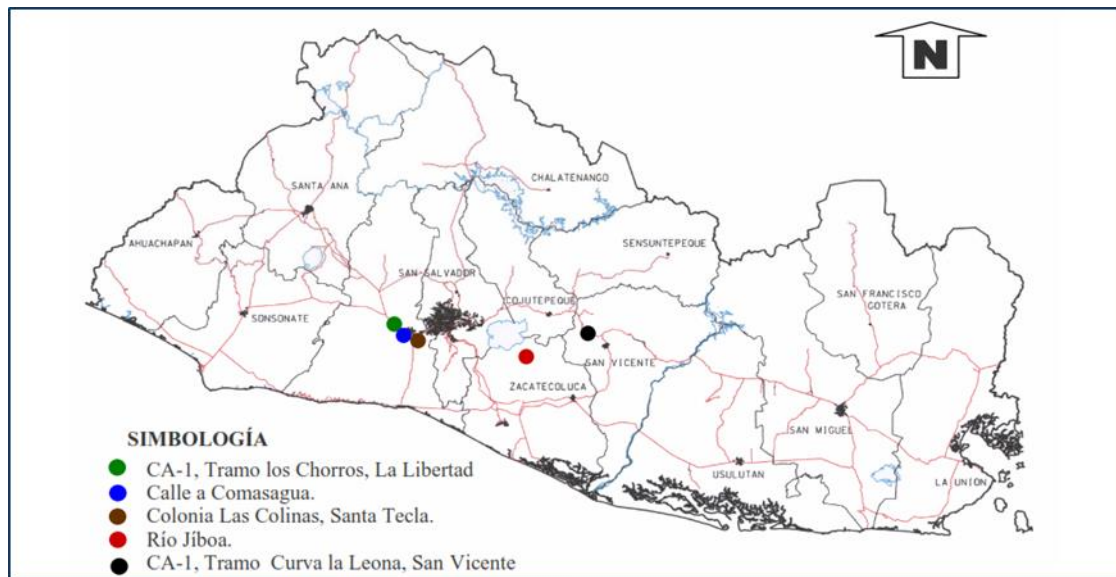 N
CHALATENANGO
SANTA ANA
SENSUNTEPEQUE
AHUACHAPAN
SAN SALVADOR
COJUTEPEQUE
SAN FRANCISCO
GOTERA
SONSONATE
SAN VICENTE
ZACATECOLUCA
SAN MIGUEL
USULUTAN
LA UNION
SIMBOLOGÍA
CA-1, Tramo los Chorros, La Libertad
Calle a Comasagua.
Colonia Las Colinas, Santa Tecla.
Río Jíboa.
CA-1, Tramo Curva la Leona, San Vicente